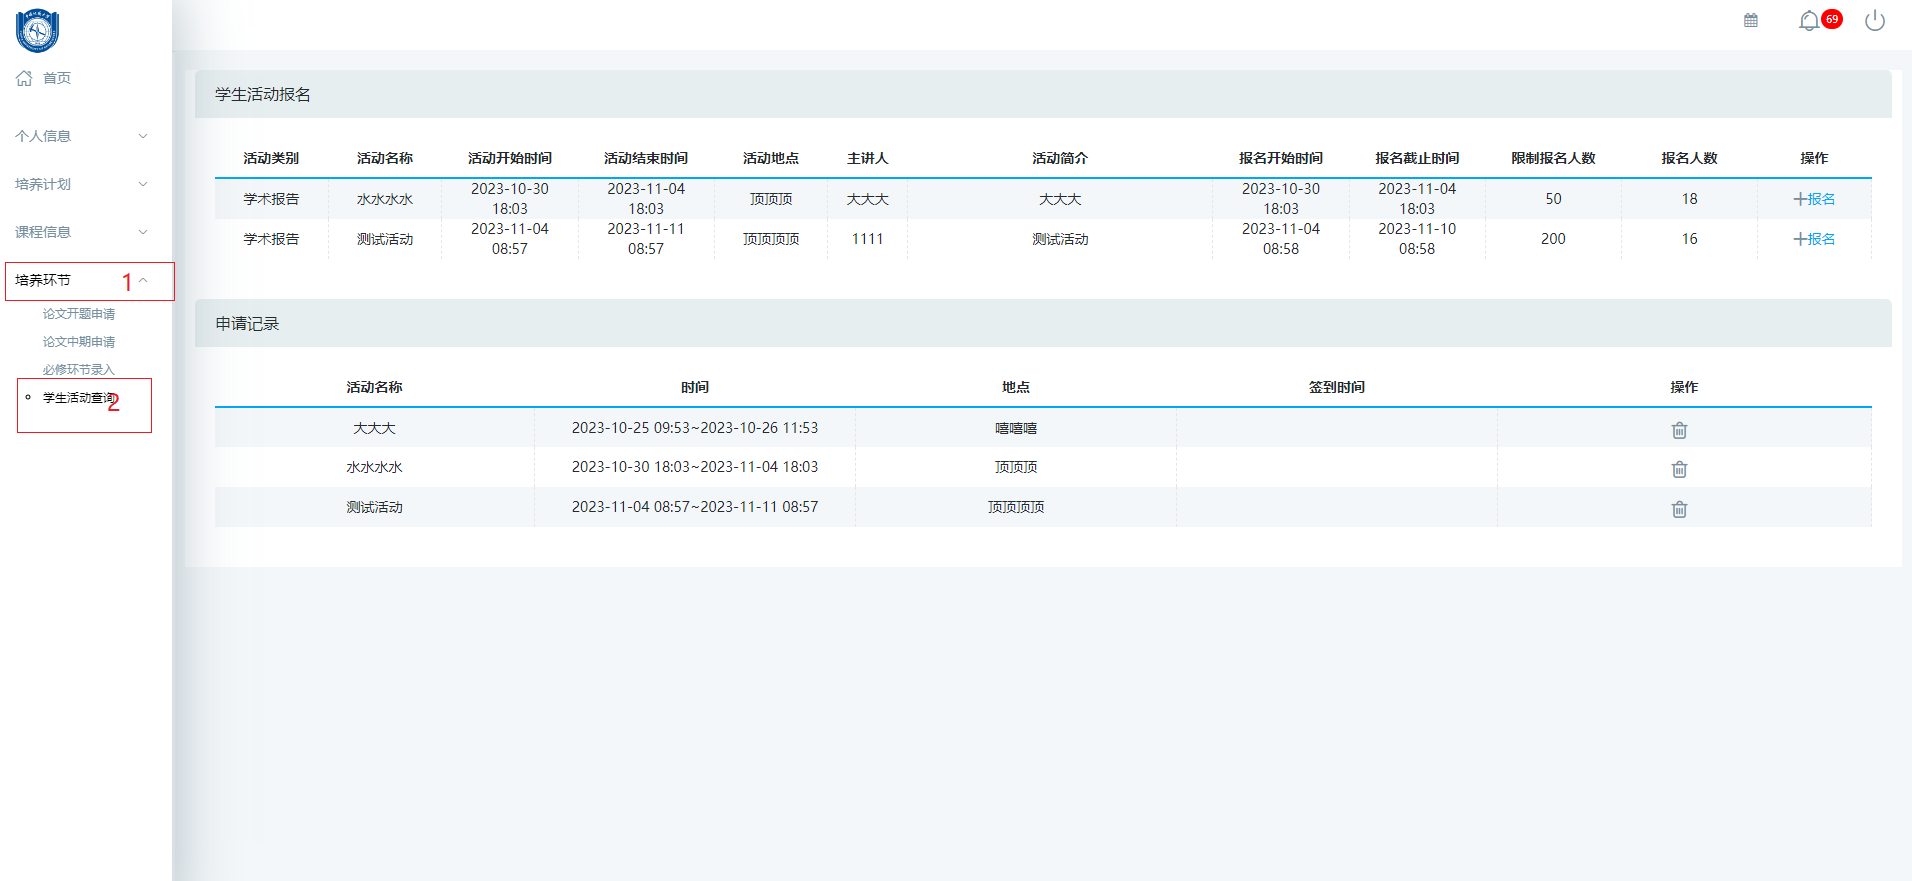 69
首页
个人信息
培养计划
课程信息
培养环节 1
论文开题申请
论文中期申请
必修环节录入
学生活动查询 2
学生活动报名
活动类别 活动名称 活动开始时间 活动结束时间 活动地点 主讲人 活动简介 报名开始时间 报名截止时间 限制报名人数 报名人数 操作
学术报告 水水水水 2023-10-30 18:03 2023-11-04 18:03 顶顶顶 大大大 大大大 2023-10-30 18:03 2023-11-04 18:03 50 18 +报名
学术报告 测试活动 2023-11-04 08:57 2023-11-11 08:57 顶顶顶顶 1111 测试活动 2023-11-04 08:58 2023-11-10 08:58 200 16 +报名
申请记录
活动名称 时间 地点 签到时间 操作
大大大 2023-10-25 09:53~2023-10-26 11:53 嘻嘻嘻
水水水水 2023-10-30 18:03~2023-11-04 18:03 顶顶顶
测试活动 2023-11-04 08:57~2023-11-11 08:57 顶顶顶顶